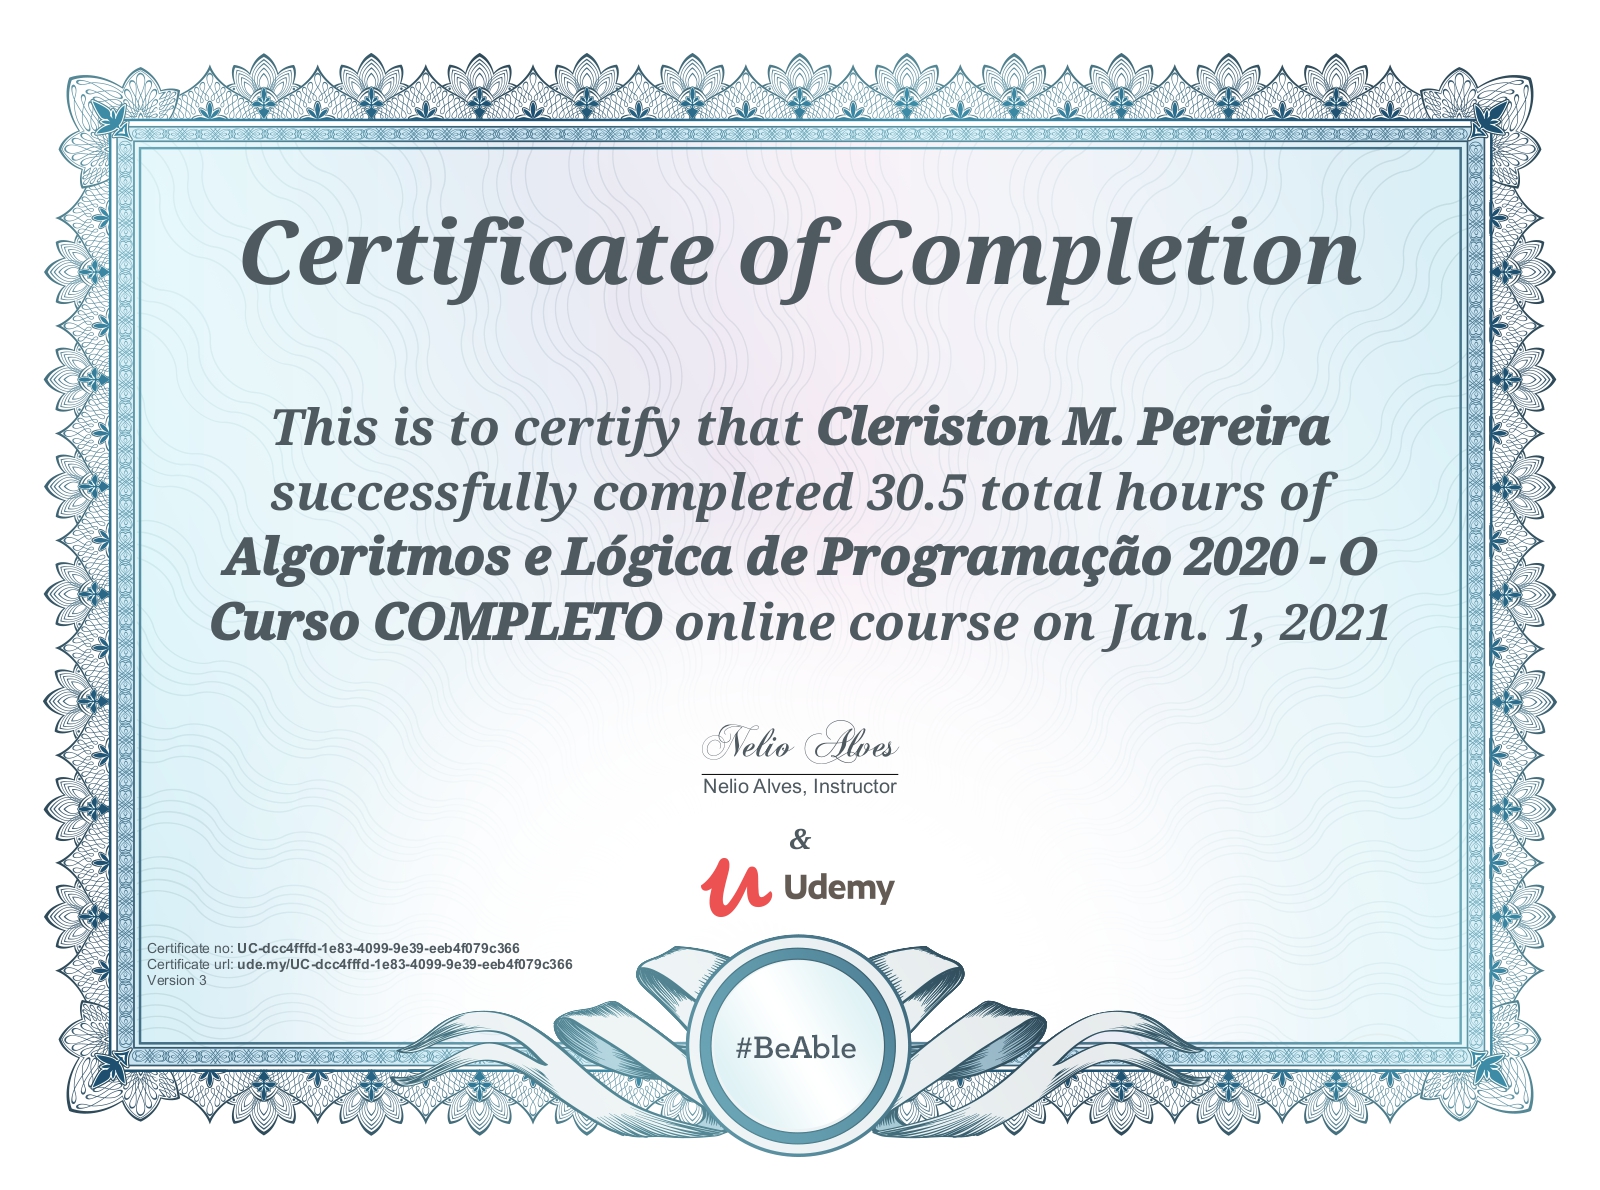 Certificate of Completion
This is to certify that Cleriston M. Pereira
successfully completed 30.5 total hours of
Algoritmos e Lógica de Programação 2020 - O
Curso COMPLETO online course on Jan. 1, 2021
Nelio Alves
Nelio Alves, Instructor
&
Udemy
Certificate no: UC-dcc4fffd-1e83-4099-9e39-eeb4f079c366
Certificate url: ude.my/UC-dcc4fffd-1e83-4099-9e39-eeb4f079c366
Version 3
#BeAble